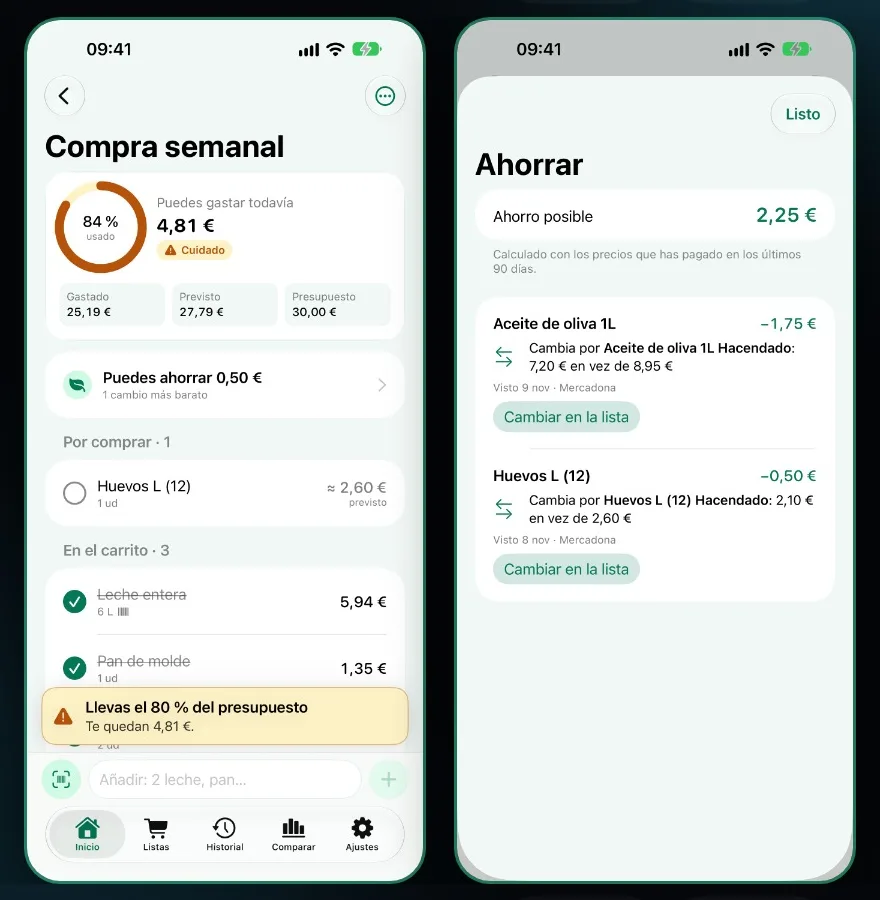 09:41
Compra semanal
84 %
usado
Puedes gastar todavía
4,81 €
Cuidado
Gastado
25,19 €
Previsto
27,79 €
Presupuesto
30,00 €
Puedes ahorrar 0,50 €
1 cambio más barato
Por comprar · 1
Huevos L (12)
1 ud
≈ 2,60 €
previsto
En el carrito · 3
Leche entera
6 L
5,94 €
Pan de molde
1 ud
1,35 €
Llevas el 80 % del presupuesto
Te quedan 4,81 €.
2 ud
Añadir: 2 leche, pan...
Inicio
Listas
Historial
Comparar
Ajustes
09:41
Listo
Ahorrar
Ahorro posible
2,25 €
Calculado con los precios que has pagado en los últimos
90 días.
Aceite de oliva 1L
−1,75 €
Cambia por Aceite de oliva 1L Hacendado:
7,20 € en vez de 8,95 €
Visto 9 nov · Mercadona
Cambiar en la lista
Huevos L (12)
−0,50 €
Cambia por Huevos L (12) Hacendado: 2,10 €
en vez de 2,60 €
Visto 8 nov · Mercadona
Cambiar en la lista